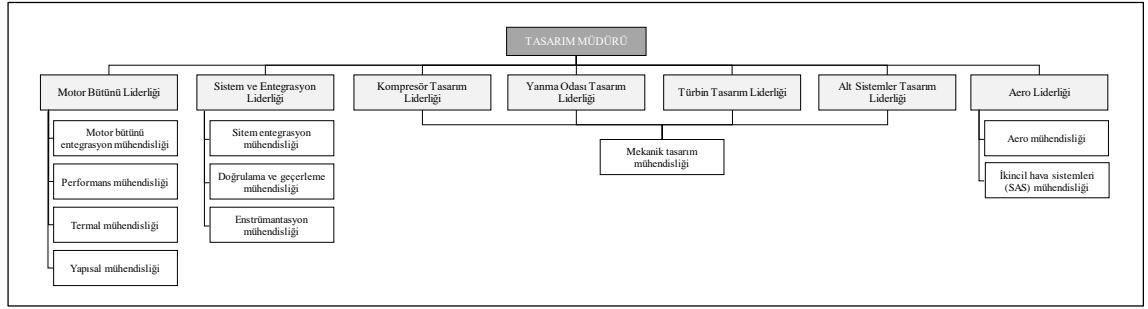 TASARIM MÜDÜRÜ
Motor Bütünü Liderliği
Sistem ve Entegrasyon
Liderliği
Kompresör Tasarım
Liderliği
Yanma Odası Tasarım
Liderliği
Türbin Tasarım Liderliği
Alt Sistemler Tasarım
Liderliği
Aero Liderliği
Motor bütünü
entegrasyon mühendisliği
Performans mühendisliği
Termal mühendisliği
Yapısal mühendisliği
Sitem entegrasyon
mühendisliği
Doğrulama ve geçerleme
mühendisliği
Enstrümantasyon
mühendisliği
Mekanik tasarım
mühendisliği
Aero mühendisliği
İkincil hava sistemleri
(SAS) mühendisliği